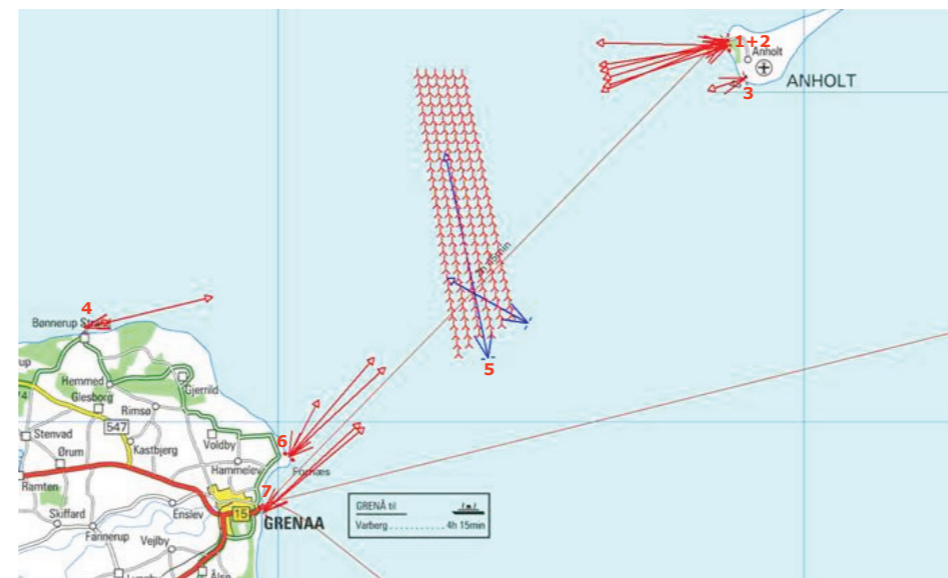 1+2
Anholt
ANHOLT
3
4
Bønnerup Strand
5
up
Hemmed
Gjerrild
Glesborg
Rimsø
547
Stenvad
Kastbjerg
Voldby
6
Ørum
Hammelev
Fornæs
Ramten
7
Skiffard
Enslev
15
GRENAA
Fannerup
Vejlby
GRENÅ til
Varberg 4h 15min